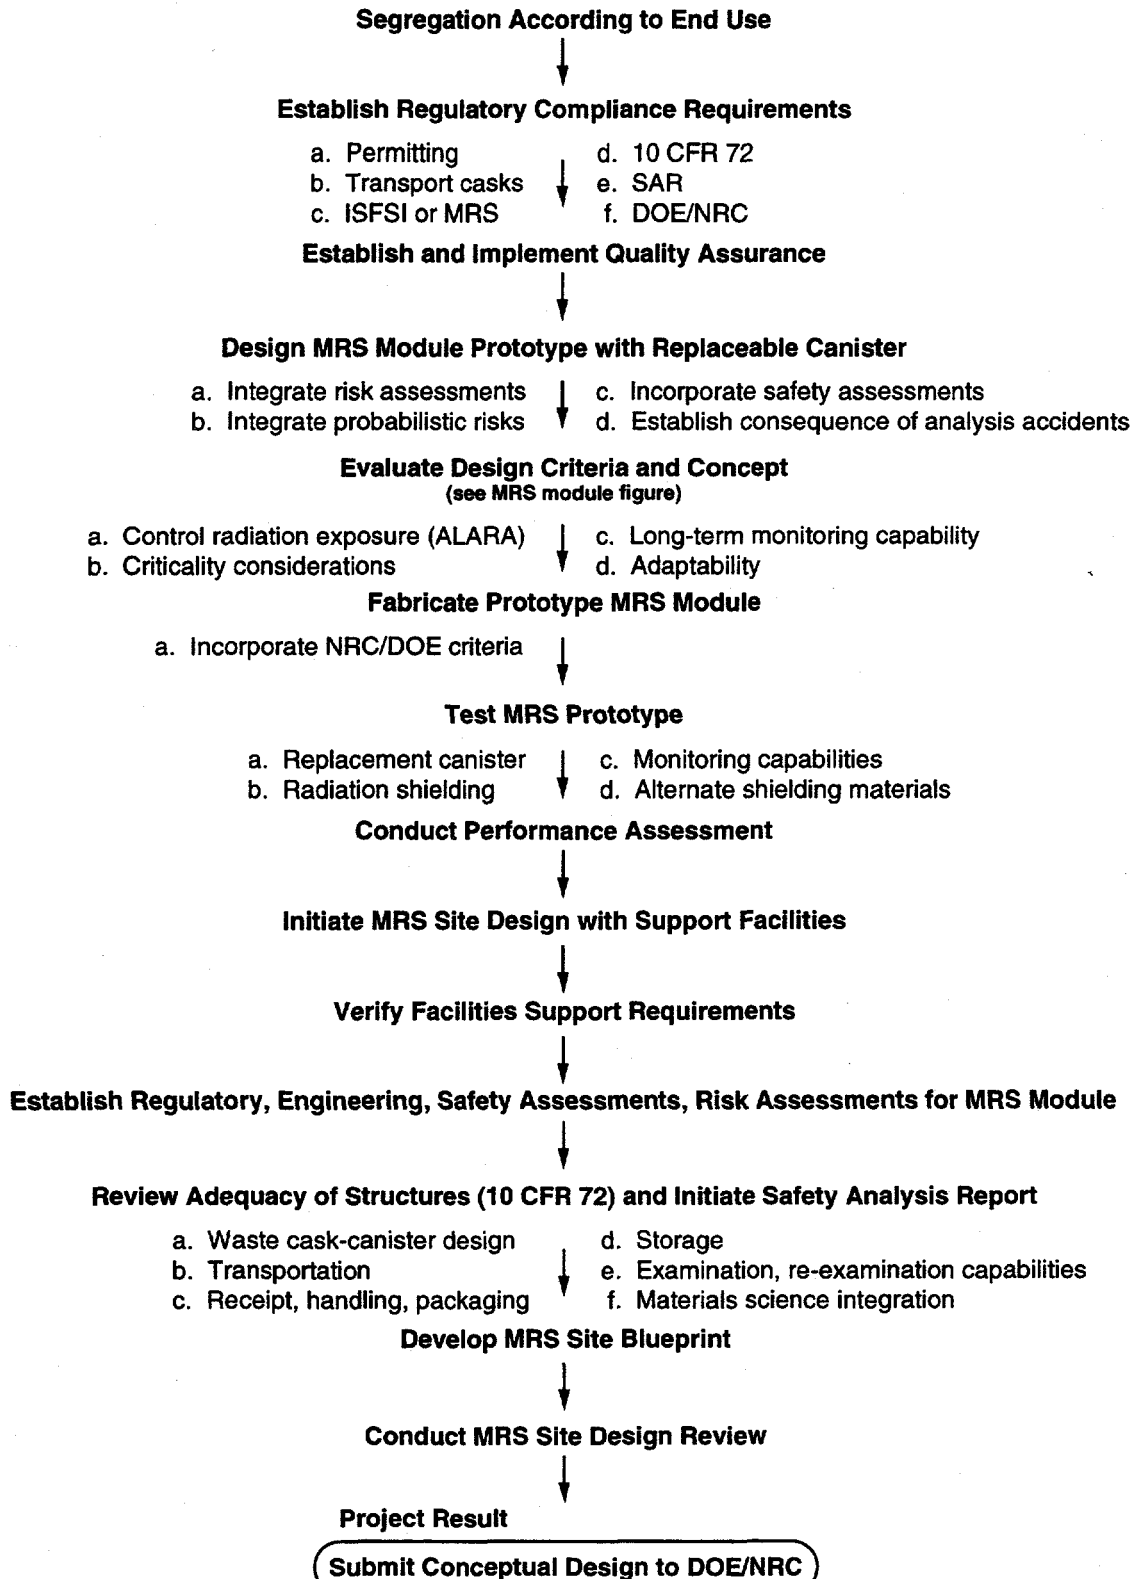 Segregation According to End Use
Establish Regulatory Compliance Requirements
a. Permitting
b. Transport casks
c. ISFSI or MRS
d. 10 CFR 72
e. SAR
f. DOE/NRC
Establish and Implement Quality Assurance
Design MRS Module Prototype with Replaceable Canister
a. Integrate risk assessments
b. Integrate probabilistic risks
c. Incorporate safety assessments
d. Establish consequence of analysis accidents
Evaluate Design Criteria and Concept
(see MRS module figure)
a. Control radiation exposure (ALARA)
b. Criticality considerations
c. Long-term monitoring capability
d. Adaptability
Fabricate Prototype MRS Module
a. Incorporate NRC/DOE criteria
Test MRS Prototype
a. Replacement canister
b. Radiation shielding
c. Monitoring capabilities
d. Alternate shielding materials
Conduct Performance Assessment
Initiate MRS Site Design with Support Facilities
Verify Facilities Support Requirements
Establish Regulatory, Engineering, Safety Assessments, Risk Assessments for MRS Module
Review Adequacy of Structures (10 CFR 72) and Initiate Safety Analysis Report
a. Waste cask-canister design
b. Transportation
c. Receipt, handling, packaging
d. Storage
e. Examination, re-examination capabilities
f. Materials science integration
Develop MRS Site Blueprint
Conduct MRS Site Design Review
Project Result
Submit Conceptual Design to DOE/NRC